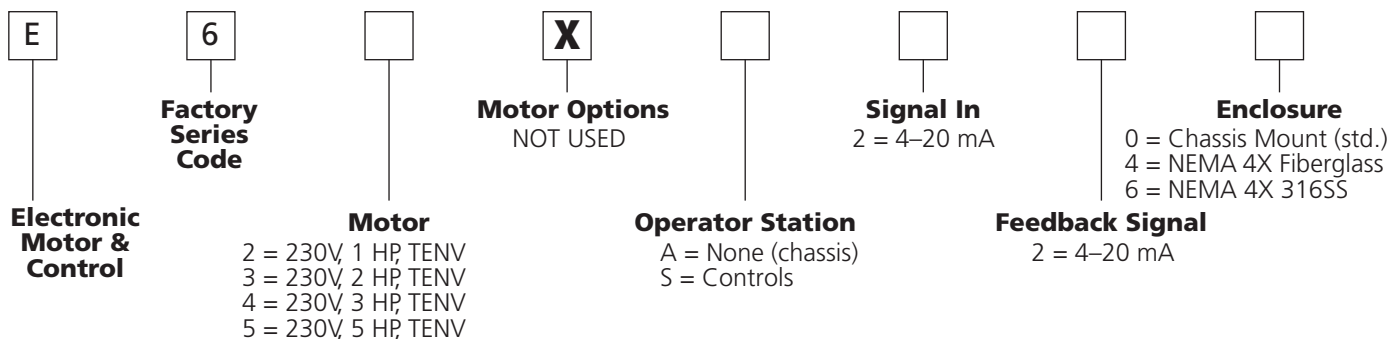 E 6 X
Factory
Series
Code
Motor Options
NOT USED
Signal In
2 = 4–20 mA
Enclosure
0 = Chassis Mount (std.)
4 = NEMA 4X Fiberglass
6 = NEMA 4X 316SS
Electronic
Motor &
Control
Motor
2 = 230V, 1 HP, TENV
3 = 230V, 2 HP, TENV
4 = 230V, 3 HP, TENV
5 = 230V, 5 HP, TENV
Operator Station
A = None (chassis)
S = Controls
Feedback Signal
2 = 4–20 mA